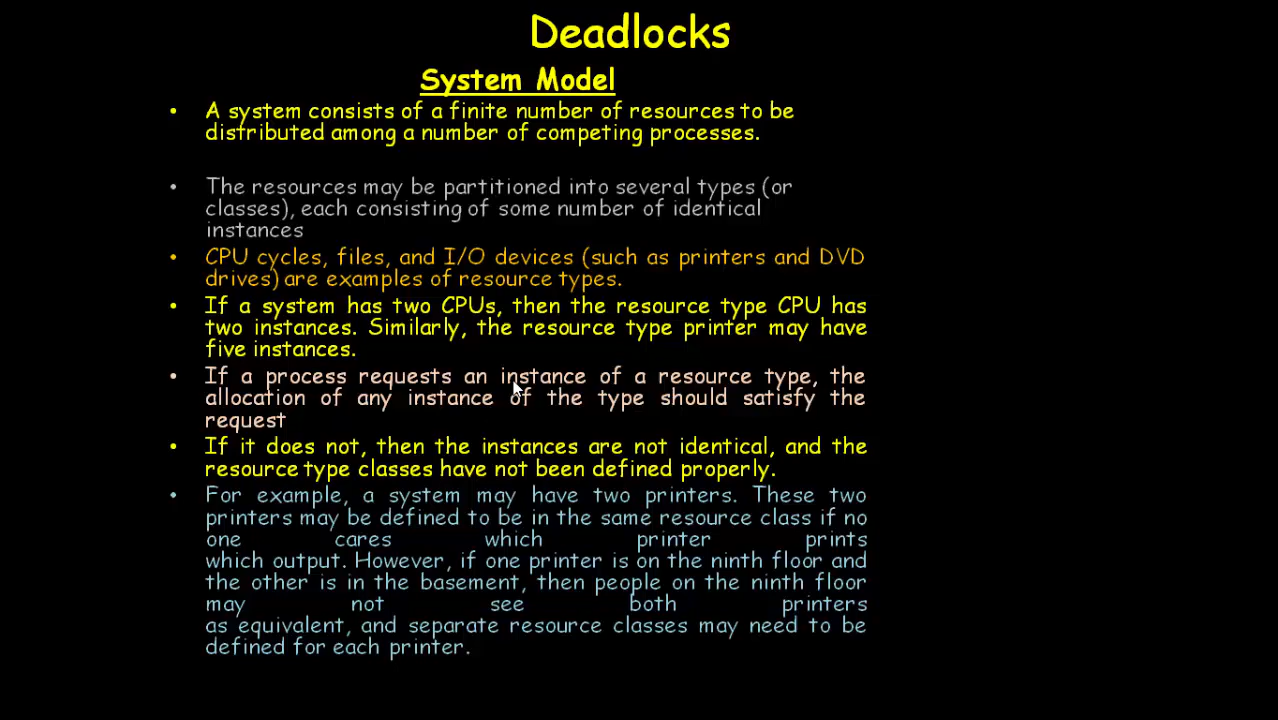 Deadlocks
System Model
• A system consists of a finite number of resources to be
distributed among a number of competing processes.
• The resources may be partitioned into several types (or
classes), each consisting of some number of identical
instances
• CPU cycles, files, and I/O devices (such as printers and DVD
drives) are examples of resource types.
• If a system has two CPUs, then the resource type CPU has
two instances. Similarly, the resource type printer may have
five instances.
• If a process requests an instance of a resource type, the
allocation of any instance of the type should satisfy the
request
• If it does not, then the instances are not identical, and the
resource type classes have not been defined properly.
• For example, a system may have two printers. These two
printers may be defined to be in the same resource class if no
one cares which printer prints
which output. However, if one printer is on the ninth floor and
the other is in the basement, then people on the ninth floor
may not see both printers
as equivalent, and separate resource classes may need to be
defined for each printer.